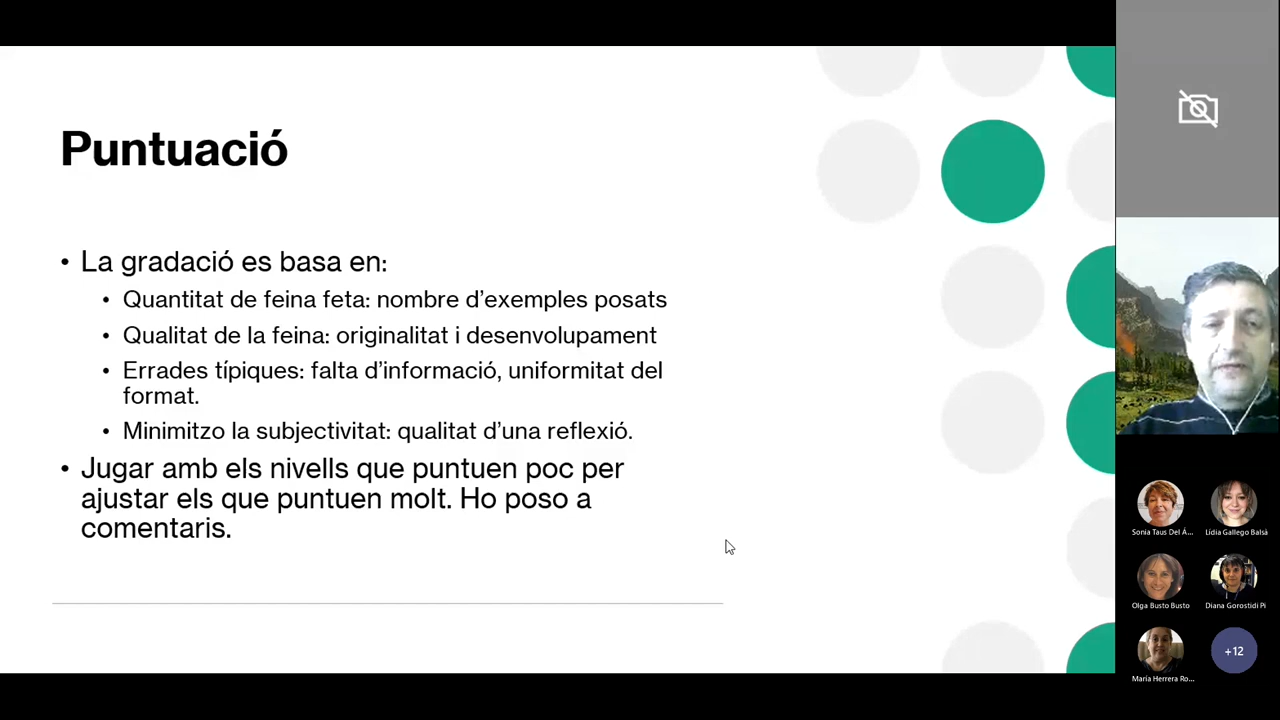 Puntuació
• La gradació es basa en:
• Quantitat de feina feta: nombre d'exemples posats
• Qualitat de la feina: originalitat i desenvolupament
• Errades típiques: falta d'informació, uniformitat del
format.
• Minimitzo la subjectivitat: qualitat d'una reflexió.
• Jugar amb els nivells que puntuen poc per
ajustar els que puntuen molt. Ho poso a
comentaris.
Sonia Taus Del Á...
Lídia Gallego Balsà
Olga Busto Busto
Diana Gorostidi Pi
María Herrera Ro...
+12